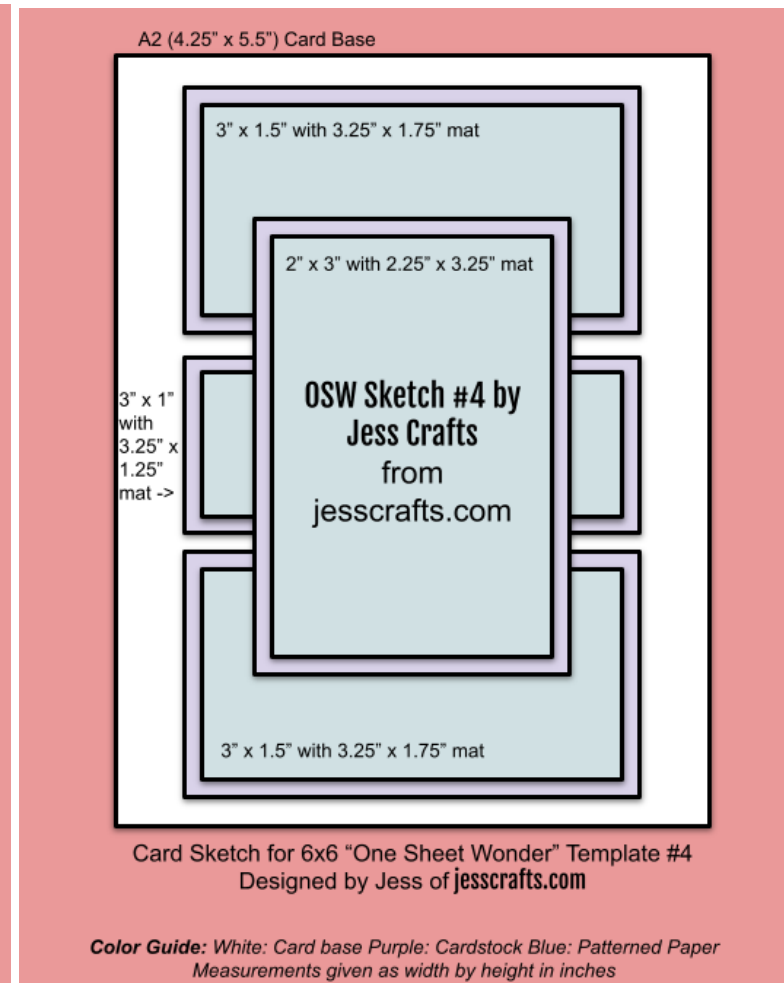 A2 (4.25” x 5.5”) Card Base
3” x 1.5” with 3.25” x 1.75” mat
2” x 3” with 2.25” x 3.25” mat
3” x 1”
with
3.25” x
1.25”
mat ->
OSW Sketch #4 by
Jess Crafts
from
jesscrafts.com
3” x 1.5” with 3.25” x 1.75” mat
Card Sketch for 6x6 “One Sheet Wonder” Template #4
Designed by Jess of jesscrafts.com
Color Guide: White: Card base Purple: Cardstock Blue: Patterned Paper
Measurements given as width by height in inches